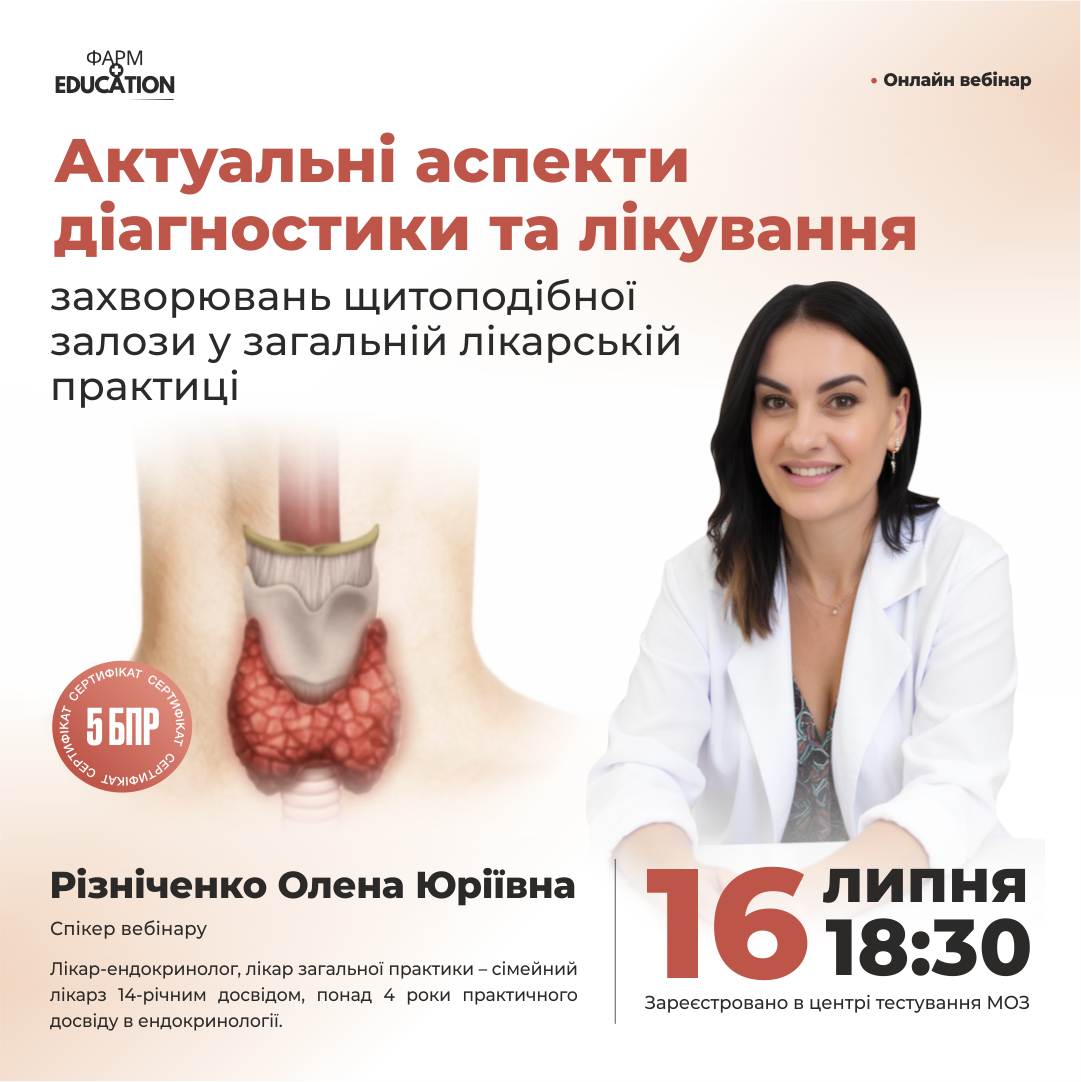 ФАРМ
EDUCATION
• Онлайн вебінар
Актуальні аспекти
діагностики та лікування
захворювань щитоподібної
залози у загальній лікарській
практиці
СЕРТИФІКАТ СЕРТИФІКАТ СЕРТИФІКАТ СЕРТИФІКАТ
5 БПР
Різніченко Олена Юріївна
Спікер вебінару
Лікар-ендокринолог, лікар загальної практики – сімейний
лікарз 14-річним досвідом, понад 4 роки практичного
досвіду в ендокринології.
16 липня
18:30
Зареєстровано в центрі тестування МОЗ